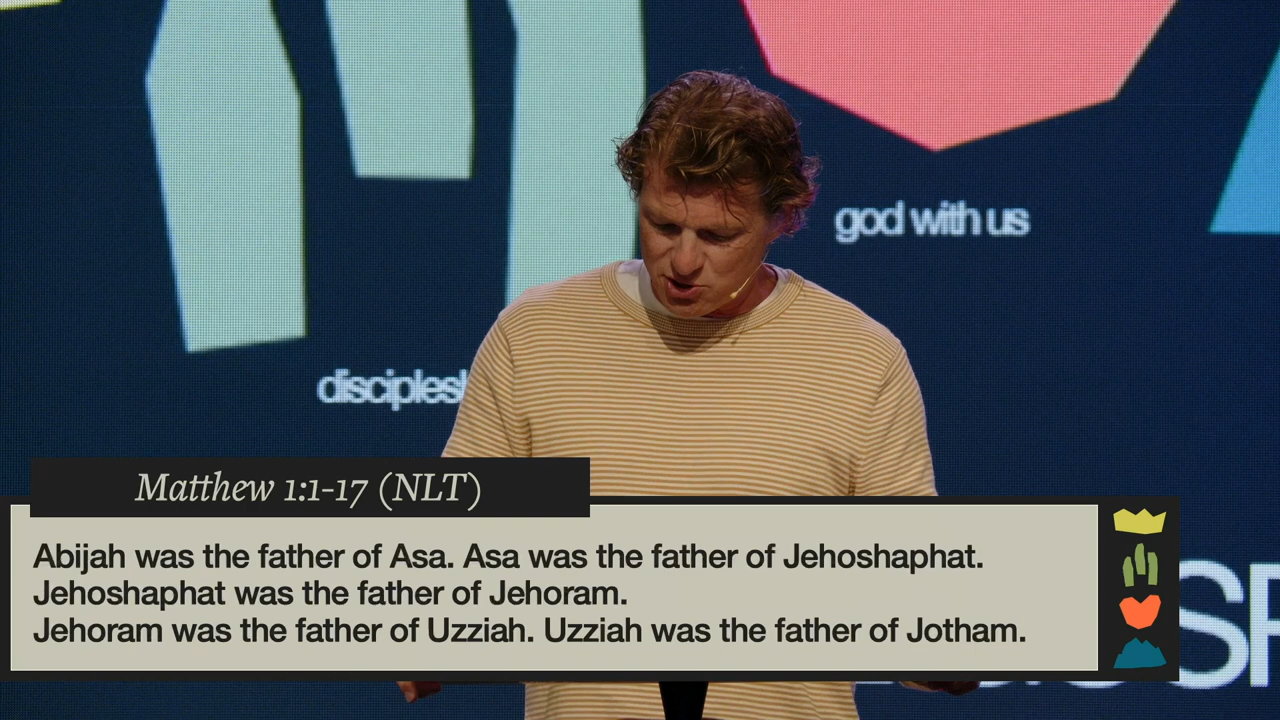 god with us
Matthew 1:1-17 (NLT)
Abijah was the father of Asa. Asa was the father of Jehoshaphat.
Jehoshaphat was the father of Jehoram.
Jehoram was the father of Uzziah. Uzziah was the father of Jotham.